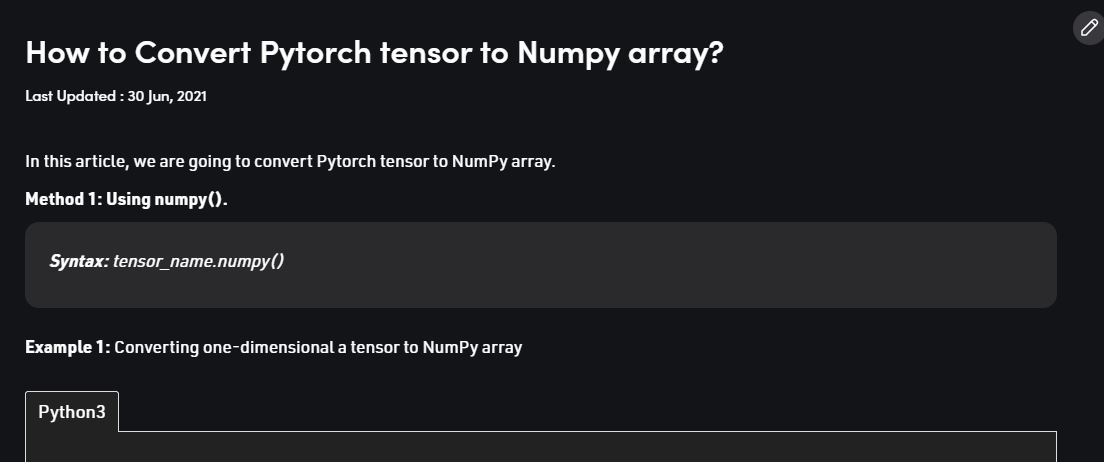 How to Convert Pytorch tensor to Numpy array?
Last Updated : 30 Jun, 2021
In this article, we are going to convert Pytorch tensor to NumPy array.
Method 1: Using numpy().
Syntax: tensor_name.numpy()
Example 1: Converting one-dimensional a tensor to NumPy array
Python3